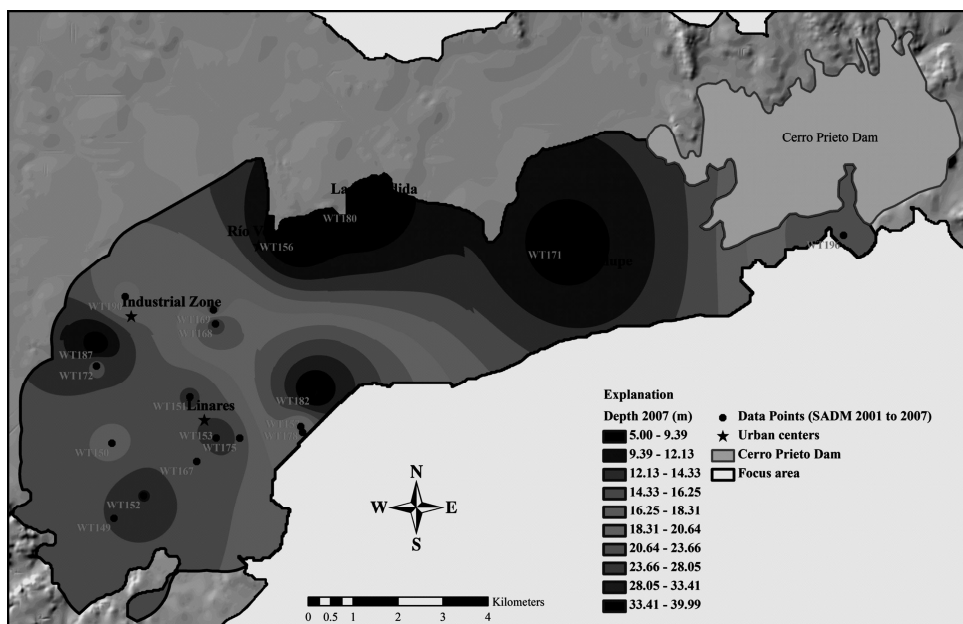 Cerro Prieto Dam
WT180
WT156
WT171
WT196
Industrial Zone
WT169
WT168
WT187
WT172
WT182
WT151
Linares
WT153
WT175
WT150
WT167
WT152
WT149
Explanation
Depth 2007 (m)
5.00 - 9.39
9.39 - 12.13
12.13 - 14.33
14.33 - 16.25
16.25 - 18.31
18.31 - 20.64
20.64 - 23.66
23.66 - 28.05
28.05 - 33.41
33.41 - 39.99
Data Points (SADM 2001 to 2007)
Urban centers
Cerro Prieto Dam
Focus area
N
W E
S
Kilometers
0 0.5 1 2 3 4